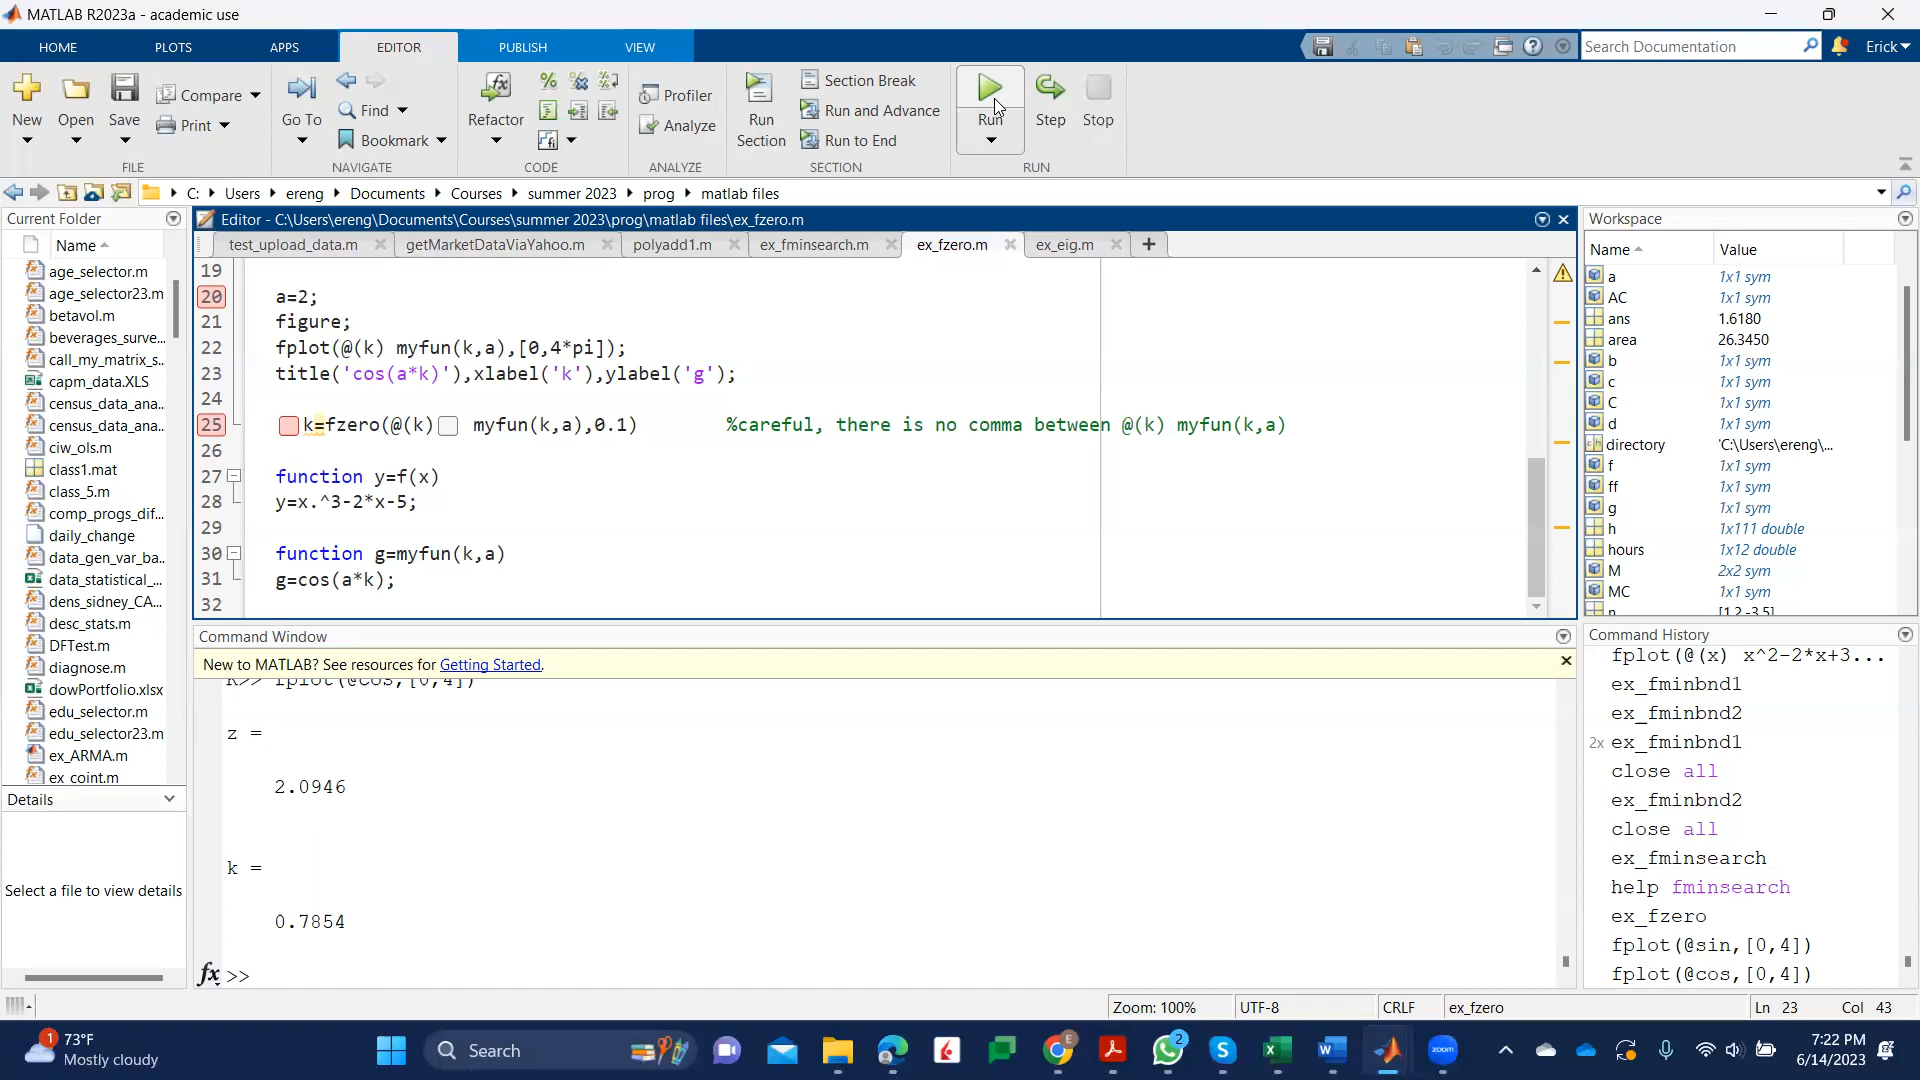 MATLAB R2023a - academic use
HOME PLOTS APPS EDITOR PUBLISH VIEW
Search Documentation
Erick
New Open Save Compare Print
FILE
Go To Find Bookmark
NAVIGATE
Refactor
CODE
Profiler Analyze
ANALYZE
Run Section
Section Break
Run and Advance
Run to End
SECTION
Run Step Stop
RUN
C: Users ereng Documents Courses summer 2023 prog matlab files
Current Folder
Name
age_selector.m
age_selector23.m
betavol.m
beverages_surve...
call_my_matrix_s...
capm_data.XLS
census_data_ana...
census_data_ana...
ciw_ols.m
class1.mat
class_5.m
comp_progs_dif...
daily_change
data_gen_var_ba...
data_statistical_...
dens_sidney_CA...
desc_stats.m
DFTest.m
diagnose.m
dowPortfolio.xlsx
edu_selector.m
edu_selector23.m
ex_ARMA.m
ex_coint.m
Details
Select a file to view details
Editor - C:\Users\ereng\Documents\Courses\summer 2023\prog\matlab files\ex_fzero.m
test_upload_data.m getMarketDataViaYahoo.m polyadd1.m ex_fminsearch.m ex_fzero.m ex_eig.m
19
20 a=2;
21 figure;
22 fplot(@(k) myfun(k,a),[0,4*pi]);
23 title('cos(a*k)'),xlabel('k'),ylabel('g');
24
25 k=fzero(@(k) myfun(k,a),0.1) %careful, there is no comma between @(k) myfun(k,a)
26
27 function y=f(x)
28 y=x.^3-2*x-5;
29
30 function g=myfun(k,a)
31 g=cos(a*k);
32
Command Window
New to MATLAB? See resources for Getting Started.
K>> fplot(@cos,[0,4])
z =
2.0946
k =
0.7854
fx >>
Workspace
Name Value
a 1x1 sym
AC 1x1 sym
ans 1.6180
area 26.3450
b 1x1 sym
c 1x1 sym
C 1x1 sym
d 1x1 sym
directory 'C:\Users\ereng\...
f 1x1 sym
ff 1x1 sym
g 1x1 sym
h 1x111 double
hours 1x12 double
M 2x2 sym
MC 1x1 sym
n [1,2,-3,5]
Command History
fplot(@(x) x^2-2*x+3...
ex_fminbnd1
ex_fminbnd2
2x ex_fminbnd1
close all
ex_fminbnd2
close all
ex_fminsearch
help fminsearch
ex_fzero
fplot(@sin,[0,4])
fplot(@cos,[0,4])
Zoom: 100% UTF-8 CRLF ex_fzero Ln 23 Col 43
1
73°F
Mostly cloudy
Search
E
2
zoom
7:22 PM
6/14/2023